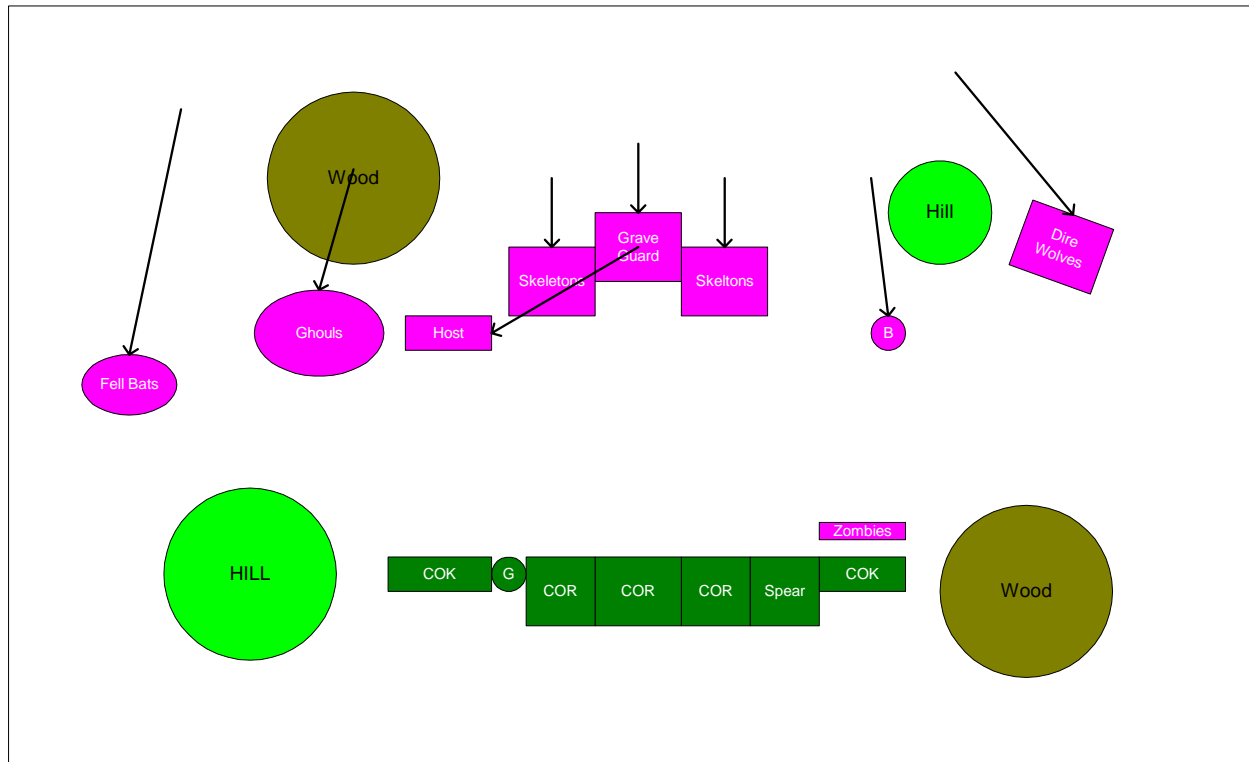 Wood
Hill
Grave
Guard
Dire
Wolves
Skeletons
Skeltons
Ghouls
Host
B
Fell Bats
Zombies
HILL
COK
G
COR
COR
COR
Spear
COK
Wood